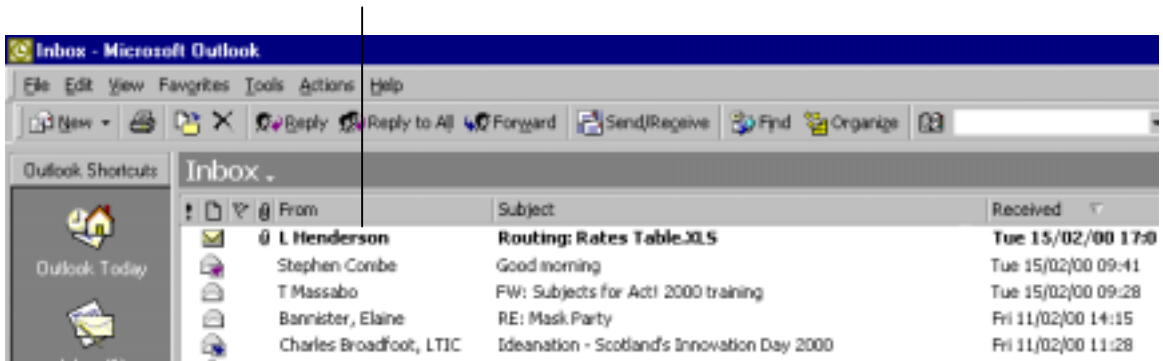 Inbox - Microsoft Outlook
File Edit View Favorites Tools Actions Help
New Reply Reply to All Forward Send/Receive Find Organize
Outlook Shortcuts Inbox
! From Subject Received
L Henderson Routing: Rates Table.XLS Tue 15/02/00 17:0
Stephen Combe Good morning Tue 15/02/00 09:41
Outlook Today
T Massabo FW: Subjects for Act! 2000 training Tue 15/02/00 09:28
Bannister, Elaine RE: Mask Party Fri 11/02/00 14:15
Charles Broadfoot, LTIC Ideanation - Scotland's Innovation Day 2000 Fri 11/02/00 11:28